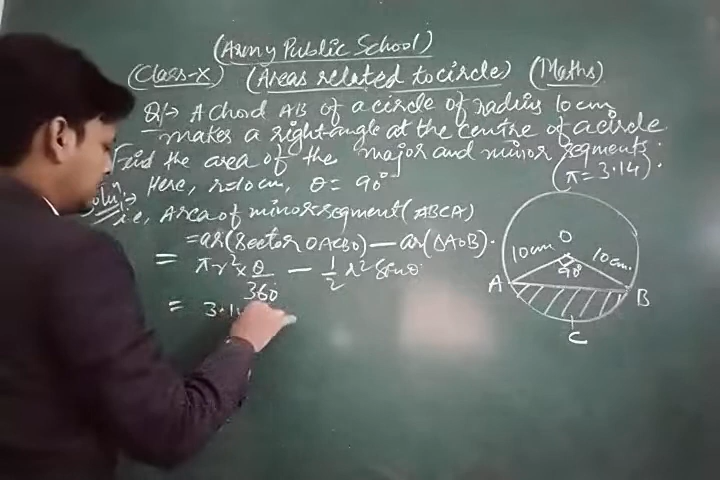 (Army Public School)
(Class-X) (Areas related to circle) (Maths)
Q1→ A chord AB of a circle of radius 10cm
makes a right angle at the centre of a circle.
Find the area of the major and minor segments.
(π=3.14).
Soln→ Here, r=10cm, θ=90°
i.e, Area of minor segment (ABCA)
=ar(sector OACBO)—ar(ΔAOB).
= πr²×θ/360° — 1/2 r² Sinθ
= 3.1
10cm O 10cm.
90°
A B
C